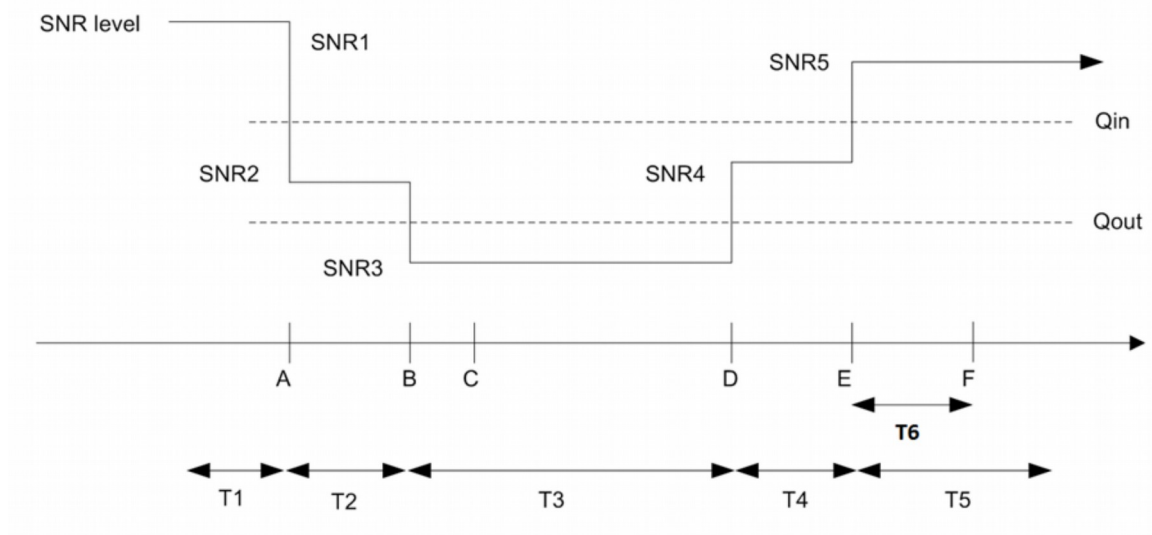 SNR level
SNR1
SNR5
Qin
SNR2
SNR4
Qout
SNR3
A B C D E F
T6
T1 T2 T3 T4 T5